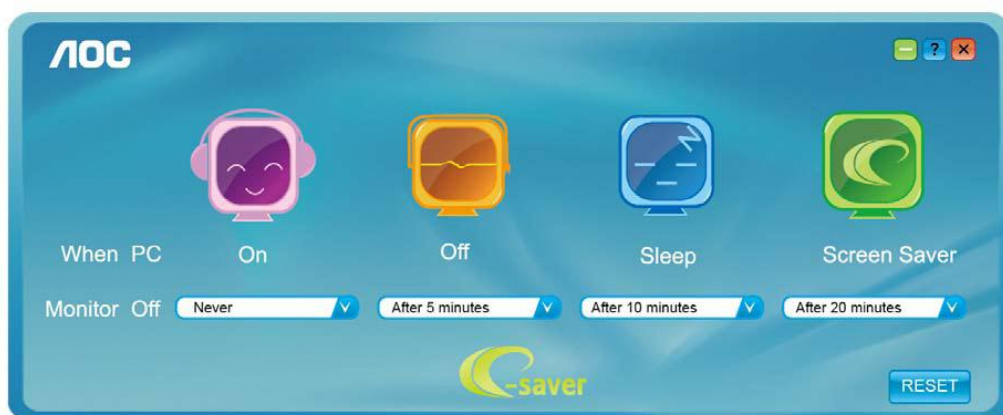 AOC
?
When PC On Off Sleep Screen Saver
Monitor Off Never After 5 minutes After 10 minutes After 20 minutes
e-saver
RESET